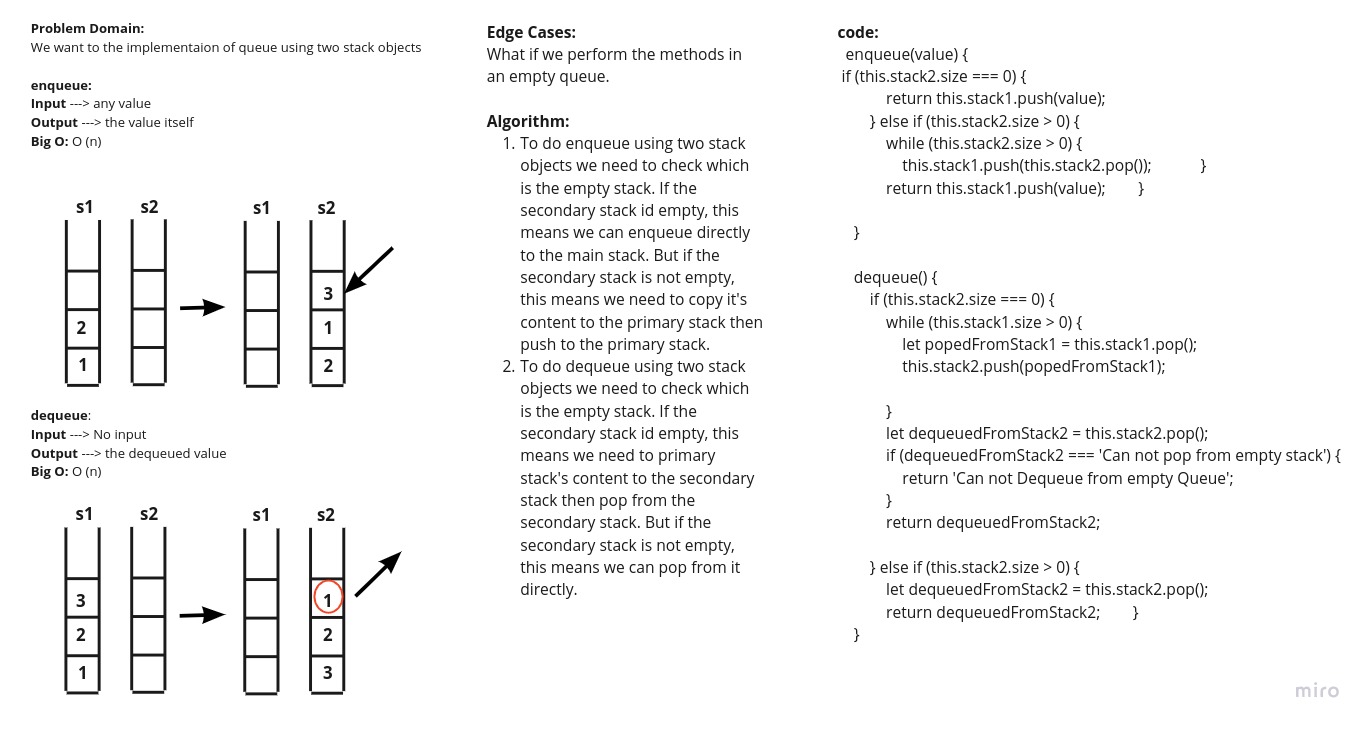 Problem Domain:
We want to the implementaion of queue using two stack objects
enqueue:
Input ---> any value
Output ---> the value itself
Big O: O (n)
s1 s2 s1 s2
3
2 1
1 2
dequeue:
Input ---> No input
Output ---> the dequeued value
Big O: O (n)
s1 s2 s1 s2
3 1
2 2
1 3
Edge Cases:
What if we perform the methods in
an empty queue.
Algorithm:
1. To do enqueue using two stack
objects we need to check which
is the empty stack. If the
secondary stack id empty, this
means we can enqueue directly
to the main stack. But if the
secondary stack is not empty,
this means we need to copy it's
content to the primary stack then
push to the primary stack.
2. To do dequeue using two stack
objects we need to check which
is the empty stack. If the
secondary stack id empty, this
means we need to primary
stack's content to the secondary
stack then pop from the
secondary stack. But if the
secondary stack is not empty,
this means we can pop from it
directly.
code:
enqueue(value) {
if (this.stack2.size === 0) {
return this.stack1.push(value);
} else if (this.stack2.size > 0) {
while (this.stack2.size > 0) {
this.stack1.push(this.stack2.pop()); }
return this.stack1.push(value); }
}
dequeue() {
if (this.stack2.size === 0) {
while (this.stack1.size > 0) {
let popedFromStack1 = this.stack1.pop();
this.stack2.push(popedFromStack1);
}
let dequeuedFromStack2 = this.stack2.pop();
if (dequeuedFromStack2 === 'Can not pop from empty stack') {
return 'Can not Dequeue from empty Queue';
}
return dequeuedFromStack2;
} else if (this.stack2.size > 0) {
let dequeuedFromStack2 = this.stack2.pop();
return dequeuedFromStack2; }
}
miro